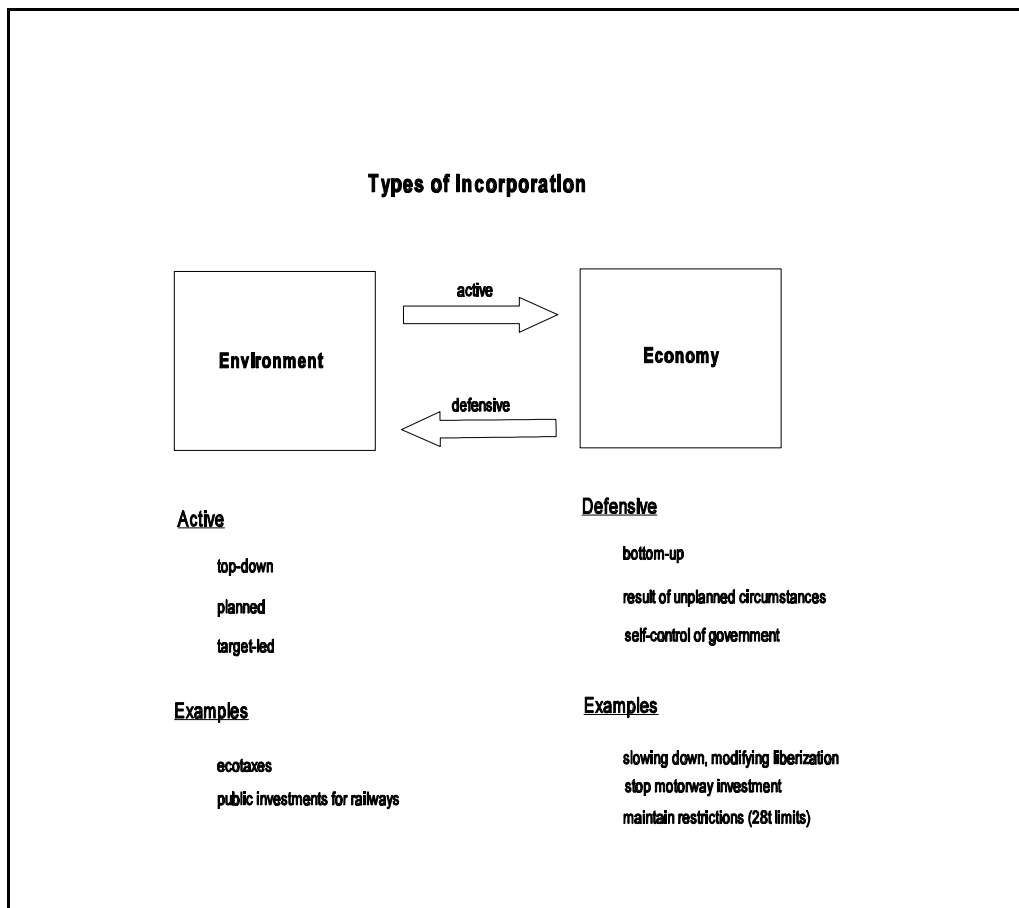 Types of Incorporation
active
Environment
Economy
defensive
Active
top-down
planned
target-led
Examples
ecotaxes
public investments for railways
Defensive
bottom-up
result of unplanned circumstances
self-control of government
Examples
slowing down, modifying liberization
stop motorway investment
maintain restrictions (28t limits)